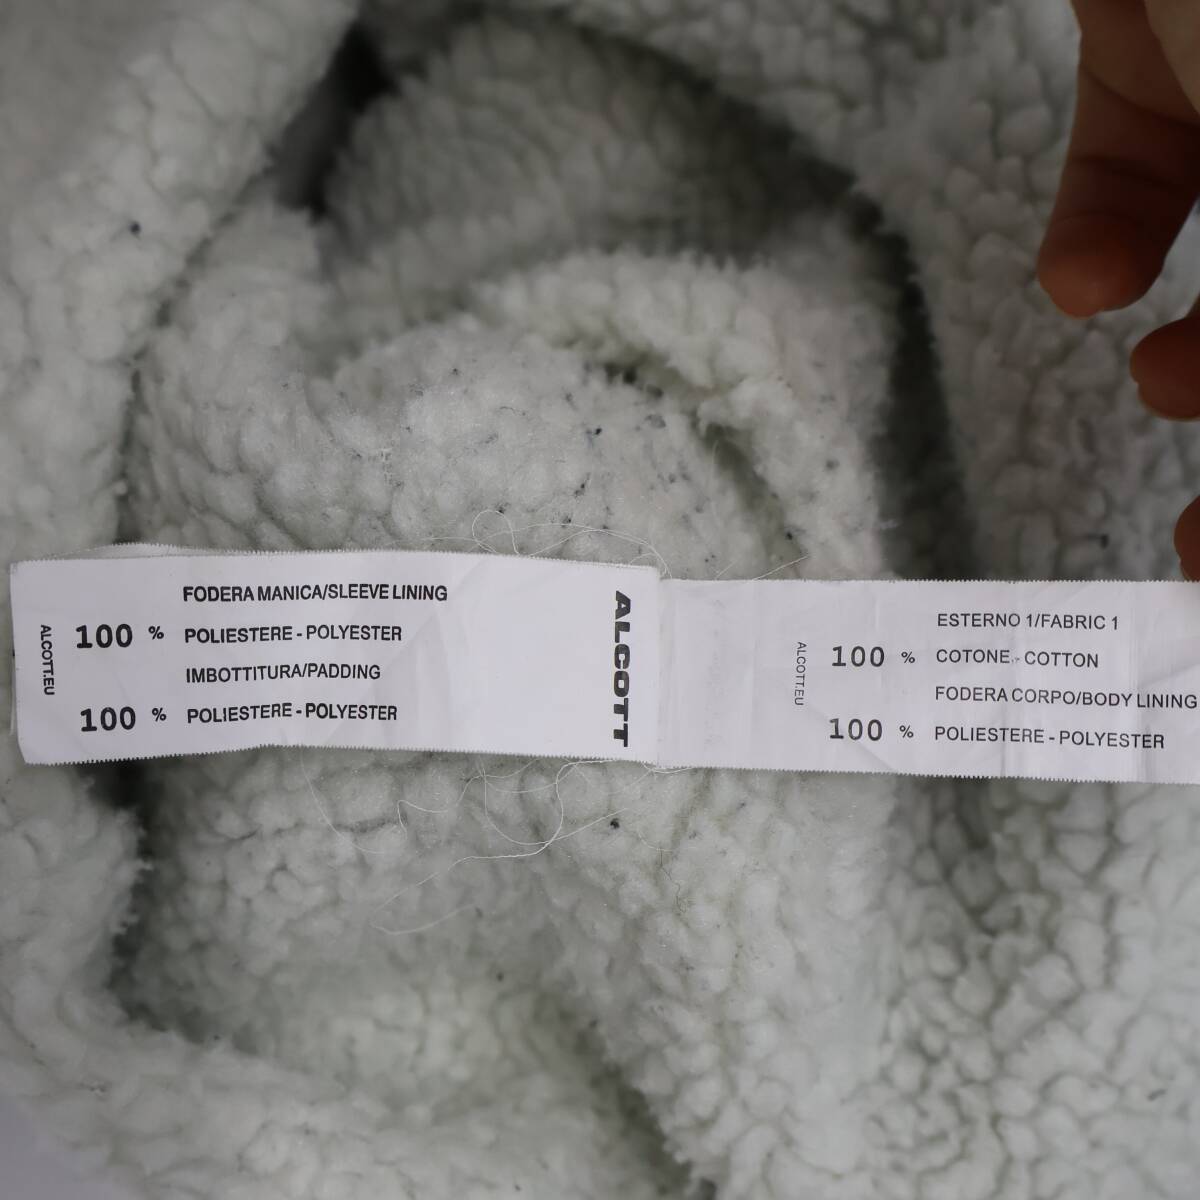 FODERA MANICA/SLEEVE LINING
100 % POLIESTERE - POLYESTER
IMBOTTITURA/PADDING
100 % POLIESTERE - POLYESTER
ALCOTT.EU
ALCOTT
ESTERNO 1/FABRIC 1
100 % COTONE - COTTON
FODERA CORPO/BODY LINING
100 % POLIESTERE - POLYESTER
ALCOTT.EU